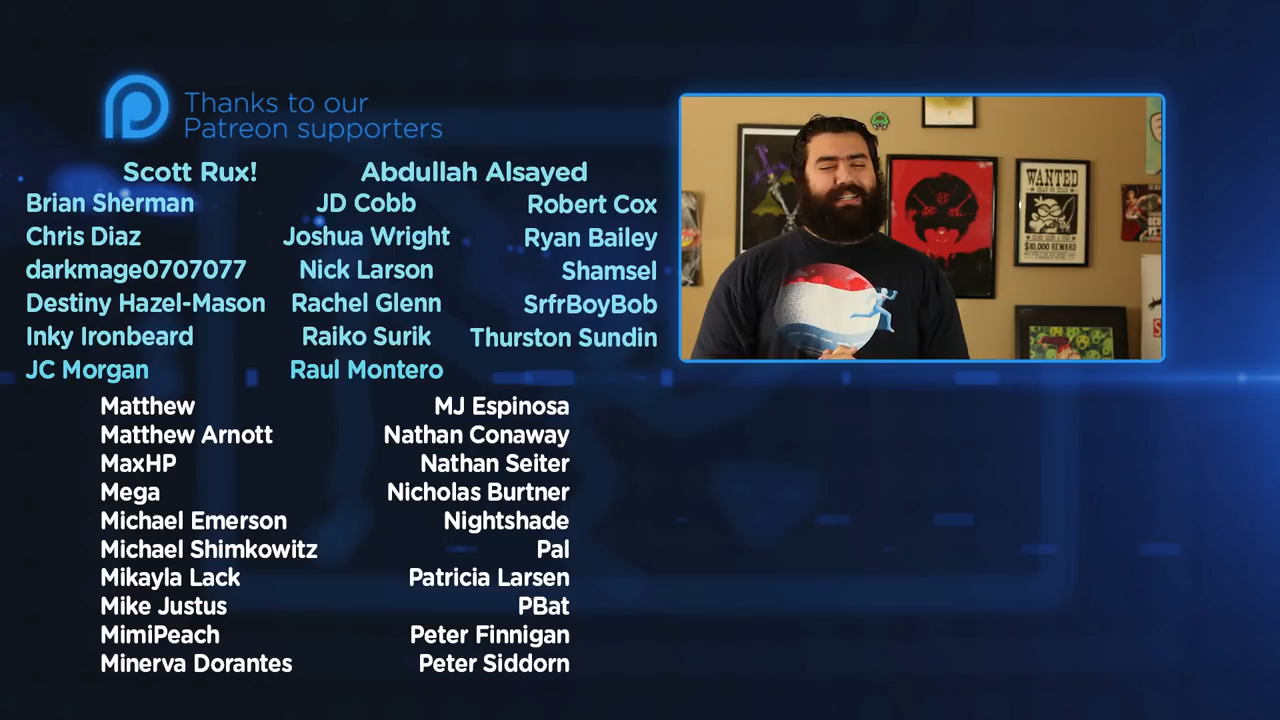 Thanks to our
Patreon supporters
Scott Rux! Abdullah Alsayed
Brian Sherman JD Cobb Robert Cox
Chris Diaz Joshua Wright Ryan Bailey
darkmage0707077 Nick Larson Shamsel
Destiny Hazel-Mason Rachel Glenn SrfrBoyBob
Inky Ironbeard Raiko Surik Thurston Sundin
JC Morgan Raul Montero
Matthew MJ Espinosa
Matthew Arnott Nathan Conaway
MaxHP Nathan Seiter
Mega Nicholas Burtner
Michael Emerson Nightshade
Michael Shimkowitz Pal
Mikayla Lack Patricia Larsen
Mike Justus PBat
MimiPeach Peter Finnigan
Minerva Dorantes Peter Siddorn
WANTED
$10,000 REWARD